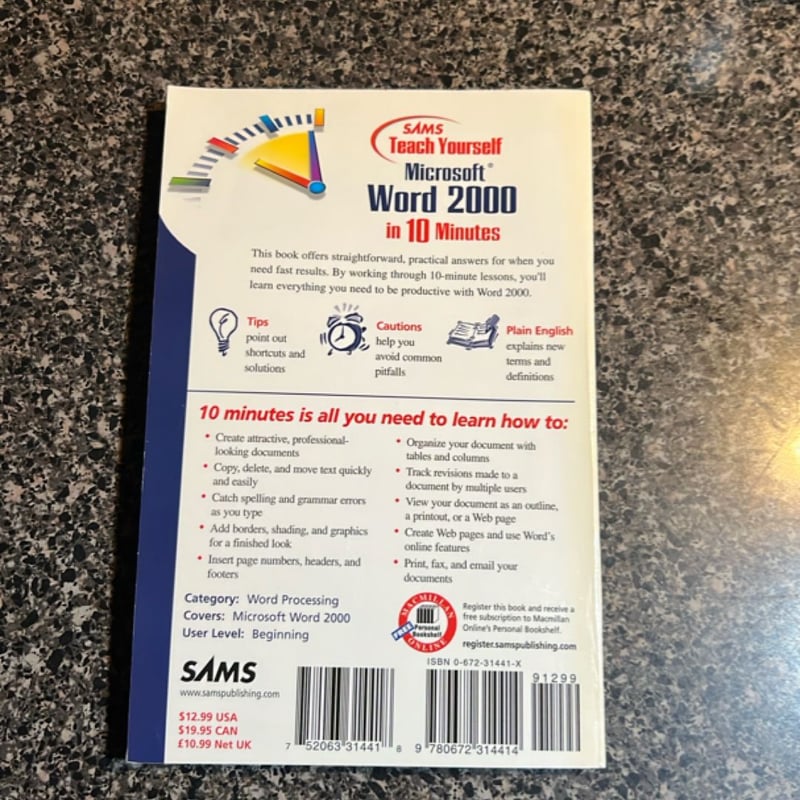 SAMS
Teach Yourself
Microsoft®
Word 2000
in 10 Minutes
This book offers straightforward, practical answers for when you
need fast results. By working through 10-minute lessons, you'll
learn everything you need to be productive with Word 2000.
Tips
point out
shortcuts and
solutions
Cautions
help you
avoid common
pitfalls
Plain English
explains new
terms and
definitions
10 minutes is all you need to learn how to:
• Create attractive, professional-
looking documents
• Copy, delete, and move text quickly
and easily
• Catch spelling and grammar errors
as you type
• Add borders, shading, and graphics
for a finished look
• Insert page numbers, headers, and
footers
• Organize your document with
tables and columns
• Track revisions made to a
document by multiple users
• View your document as an outline,
a printout, or a Web page
• Create Web pages and use Word's
online features
• Print, fax, and email your
documents
Category: Word Processing
Covers: Microsoft Word 2000
User Level: Beginning
MACMILLAN
FREE Personal
Bookshelf
ONLINE
Register this book and receive a
free subscription to Macmillan
Online's Personal Bookshelf.
register.samspublishing.com
SAMS
www.samspublishing.com
$12.99 USA
$19.95 CAN
£10.99 Net UK
7 52063 31441 8
ISBN 0-672-31441-X
9 780672 314414
91299